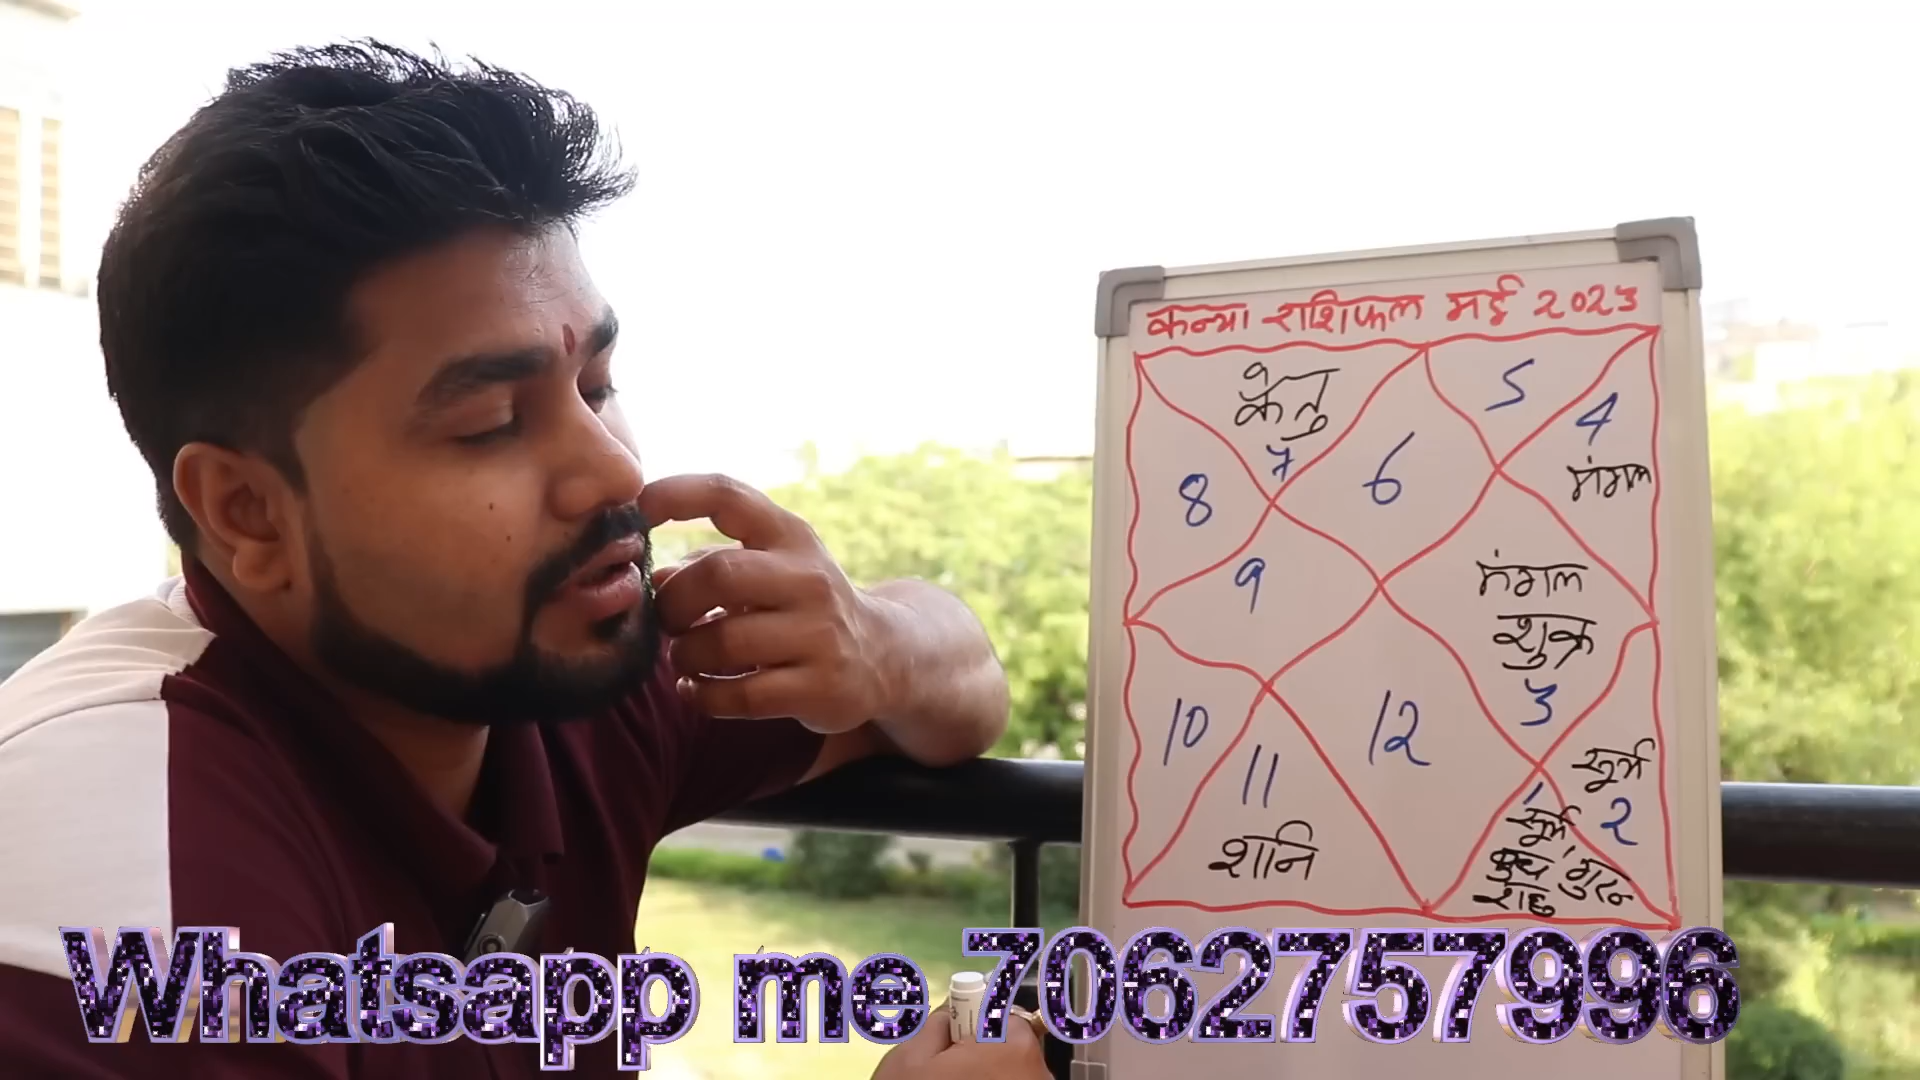 कन्या राशिफल मई 2023
केतु
7
6
5
4
मंगल
8
9
मंगल
शुक्र
3
10
11
शनि
12
सूर्य
2
1
सूर्य,
बुध, गुरु
राहु
Whatsapp me 7062757996